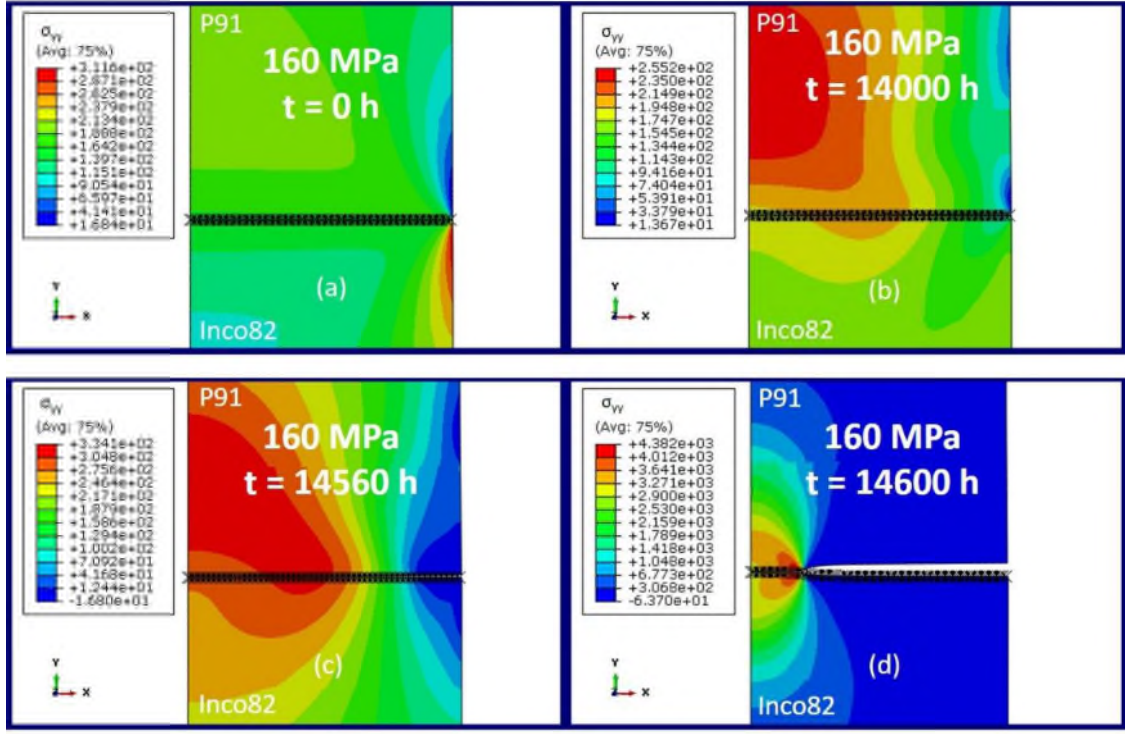 σyy
(Avg: 75%)
+3.116e+02
+2.871e+02
+2.625e+02
+2.379e+02
+2.134e+02
+1.888e+02
+1.642e+02
+1.397e+02
+1.151e+02
+9.054e+01
+6.597e+01
+4.141e+01
+1.684e+01
P91
160 MPa
t = 0 h
(a)
Inco82
Y
Z
X
σyy
(Avg: 75%)
+2.552e+02
+2.350e+02
+2.149e+02
+1.948e+02
+1.747e+02
+1.545e+02
+1.344e+02
+1.143e+02
+9.416e+01
+7.404e+01
+5.391e+01
+3.379e+01
+1.367e+01
P91
160 MPa
t = 14000 h
(b)
Inco82
Y
Z
X
σyy
(Avg: 75%)
+3.341e+02
+3.048e+02
+2.756e+02
+2.464e+02
+2.171e+02
+1.879e+02
+1.586e+02
+1.294e+02
+1.002e+02
+7.092e+01
+4.168e+01
+1.244e+01
-1.680e+01
P91
160 MPa
t = 14560 h
(c)
Inco82
Y
Z
X
σyy
(Avg: 75%)
+4.382e+03
+4.012e+03
+3.641e+03
+3.271e+03
+2.900e+03
+2.530e+03
+2.159e+03
+1.789e+03
+1.418e+03
+1.048e+03
+6.773e+02
+3.068e+02
-6.370e+01
P91
160 MPa
t = 14600 h
(d)
Inco82
Y
Z
X